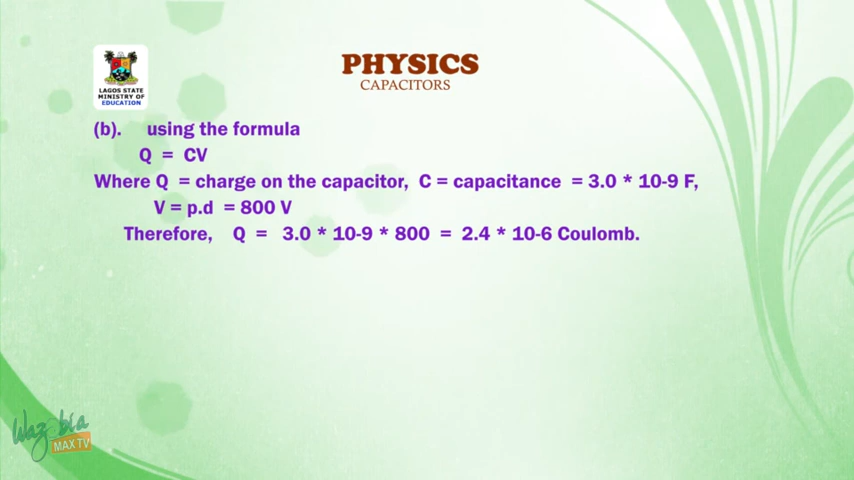 LAGOS STATE
MINISTRY OF
EDUCATION
PHYSICS
CAPACITORS
(b). using the formula
Q = CV
Where Q = charge on the capacitor, C = capacitance = 3.0 * 10-9 F,
V = p.d = 800 V
Therefore, Q = 3.0 * 10-9 * 800 = 2.4 * 10-6 Coulomb.
Wazobia
MAX TV